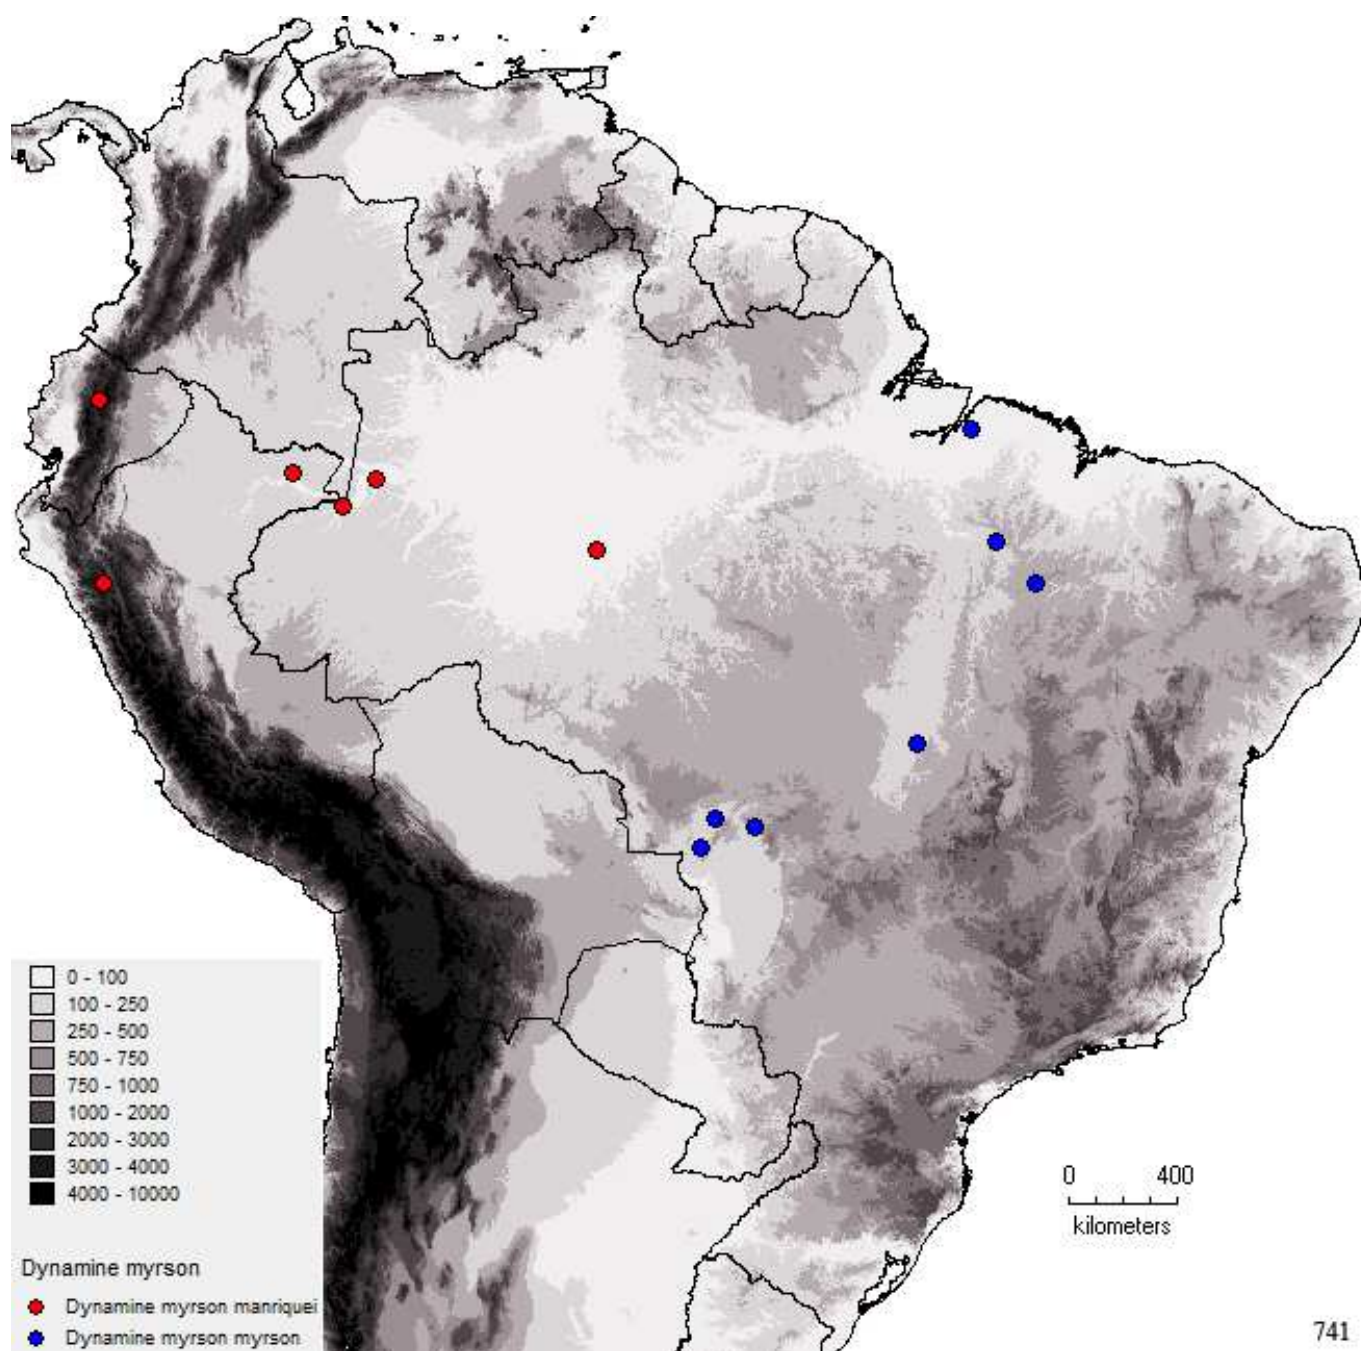 0 - 100
100 - 250
250 - 500
500 - 750
750 - 1000
1000 - 2000
2000 - 3000
3000 - 4000
4000 - 10000
0 400
kilometers
Dynamine myrson
Dynamine myrson manriquei
Dynamine myrson myrson
741